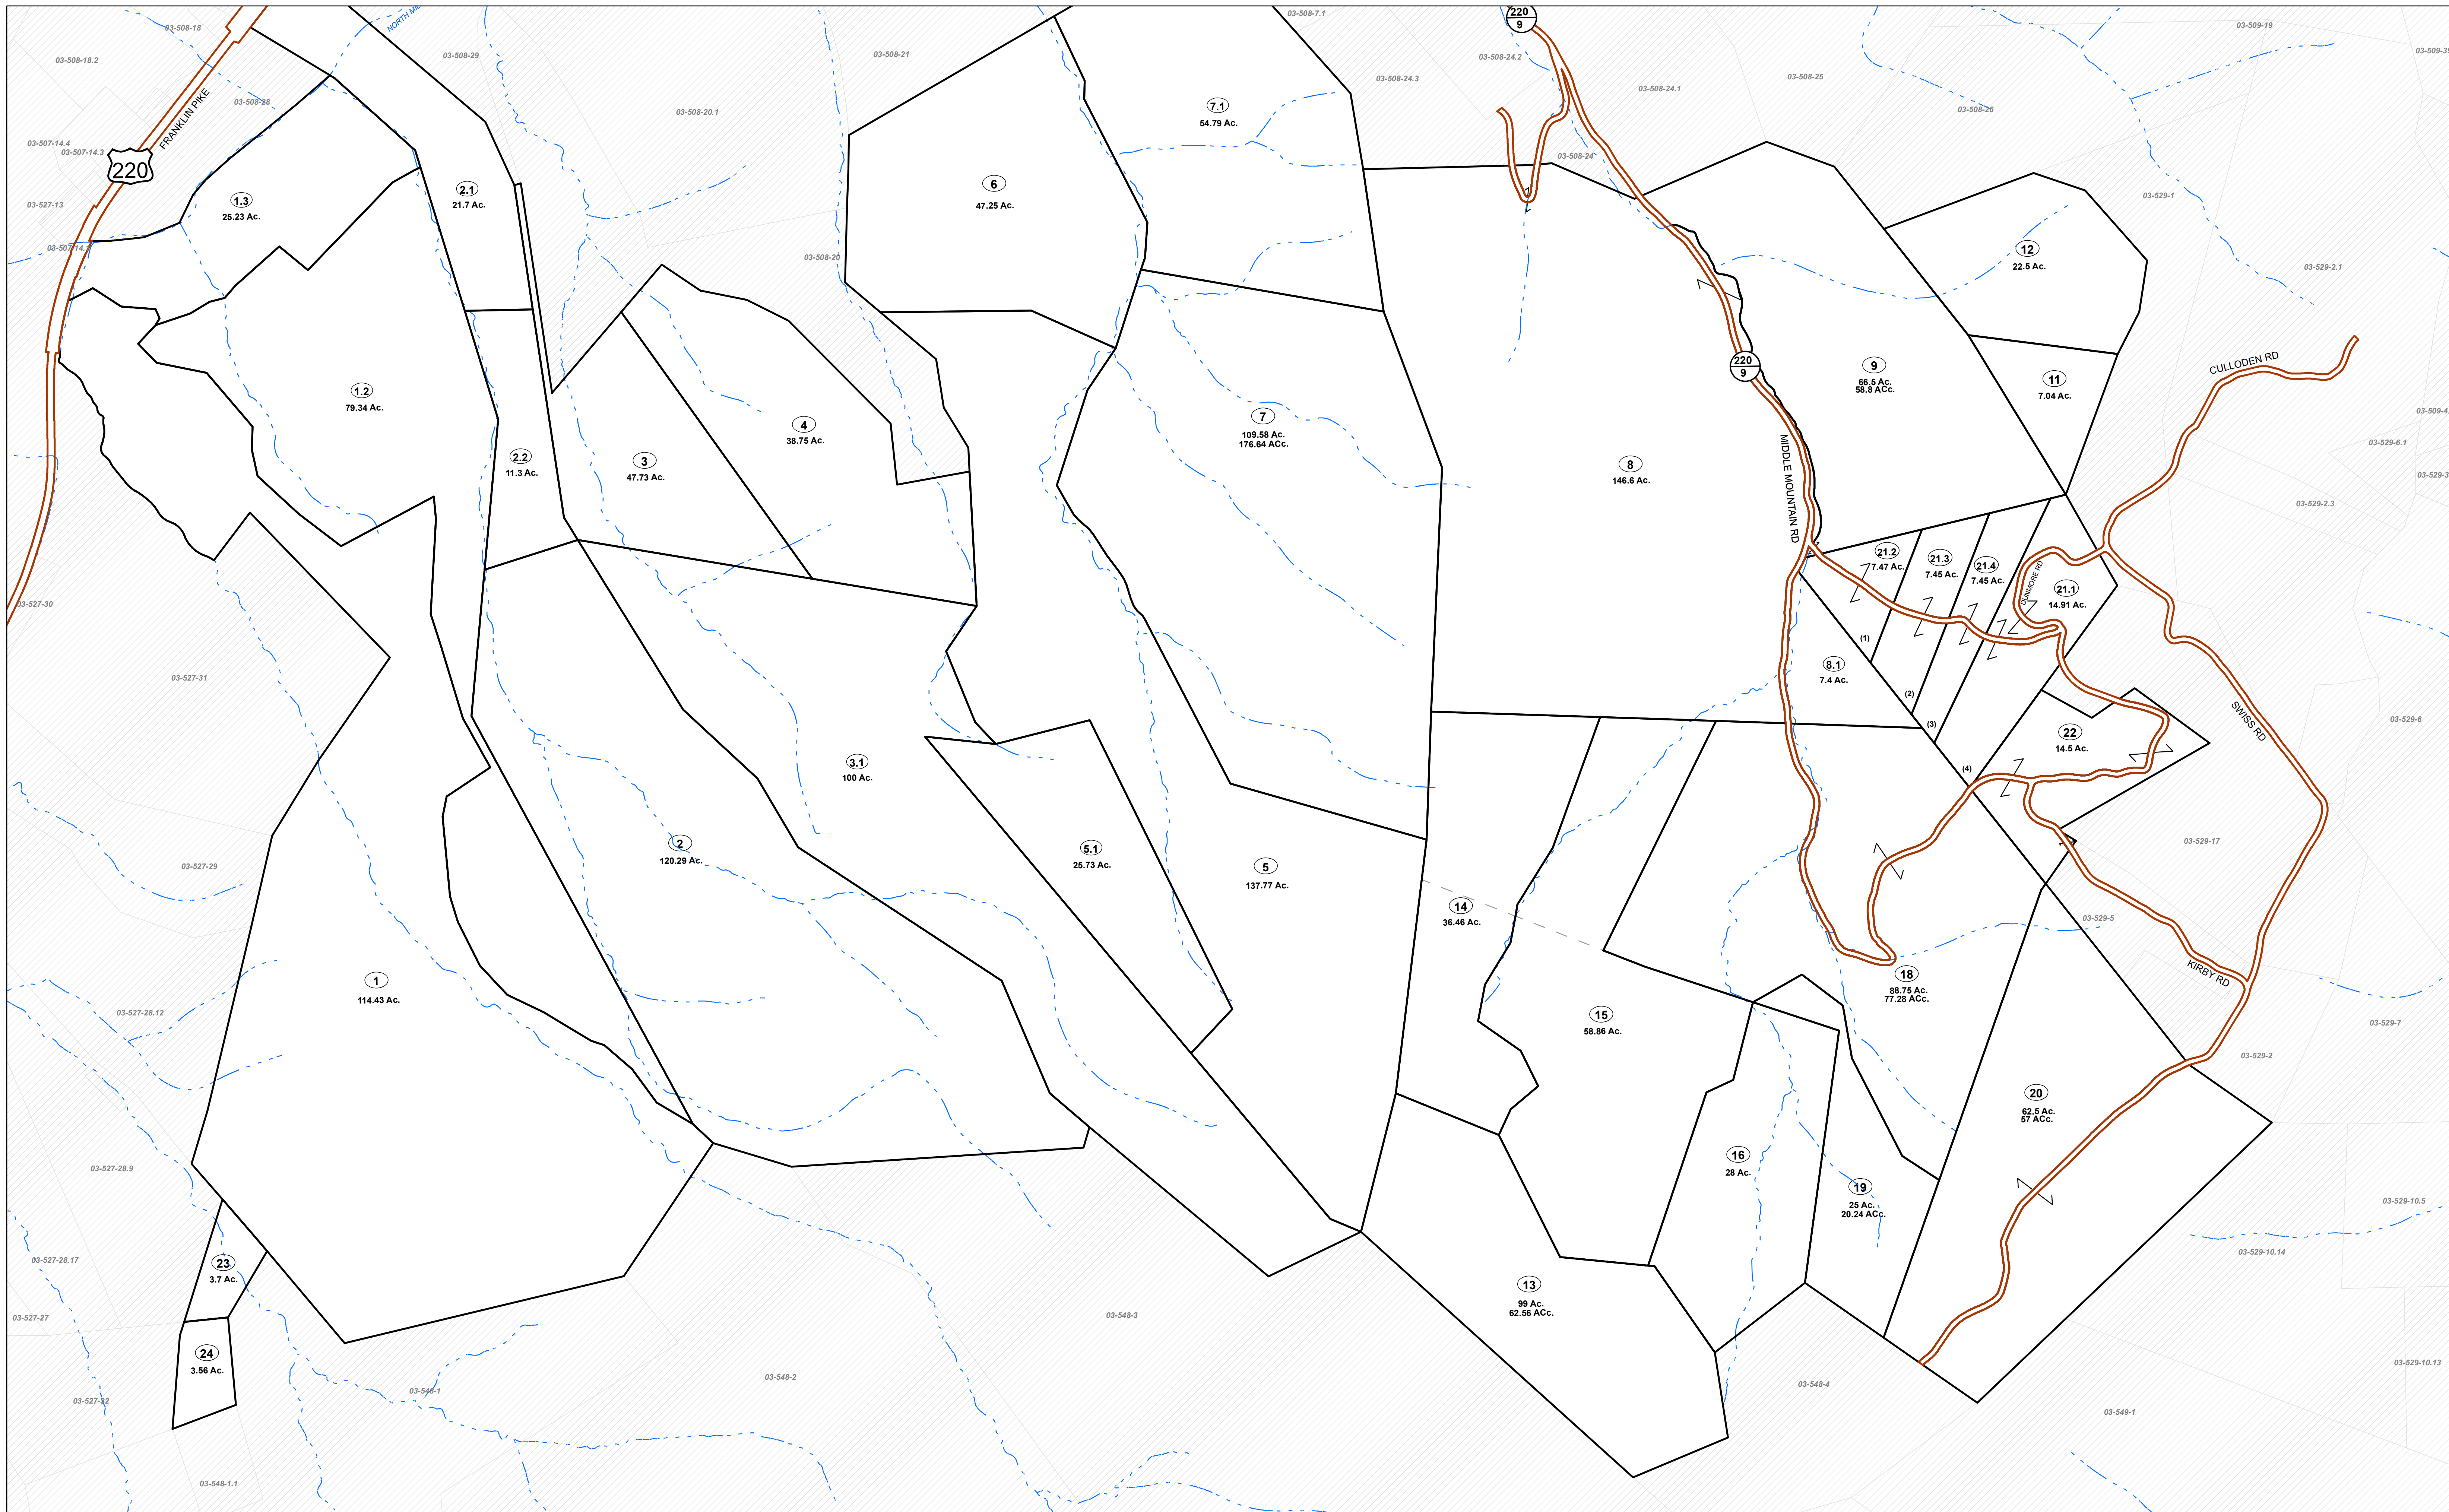 03-508-18
NORTH MI
03-508-18.2
03-508-29
03-508-28
FRANKLIN PIKE
03-508-20.1
03-508-21
03-508-7.1
220
9
03-508-24.2
03-508-24.3
03-508-24.1
03-508-25
03-508-26
03-509-19
03-509-39
03-507-14.4
03-507-14.3
220
7.1
54.79 Ac.
03-508-24
6
47.25 Ac.
2.1
21.7 Ac.
1.3
25.23 Ac.
03-527-13
03-529-1
12
22.5 Ac.
03-508-20
03-529-2.1
220
9
CULLODEN RD
9
66.5 Ac.
58.8 ACc.
11
7.04 Ac.
1.2
79.34 Ac.
4
38.75 Ac.
7
109.58 Ac.
176.64 ACc.
03-509-4.
03-529-6.1
2.2
11.3 Ac.
3
47.73 Ac.
8
146.6 Ac.
MIDDLE MOUNTAIN RD
03-529-3
03-529-2.3
21.2
7.47 Ac.
21.3
7.45 Ac.
21.4
7.45 Ac.
DUNMORE RD
21.1
14.91 Ac.
03-527-30
(1)
8.1
7.4 Ac.
03-527-31
(2)
(3)
SWISS RD
03-529-6
22
14.5 Ac.
3.1
100 Ac.
(4)
2
120.29 Ac.
5.1
25.73 Ac.
5
137.77 Ac.
03-529-17
03-527-29
14
36.46 Ac.
03-529-5
18
88.75 Ac.
77.28 ACc.
KIRBY RD
1
114.43 Ac.
03-527-28.12
15
58.86 Ac.
03-529-7
03-529-2
20
62.5 Ac.
57 ACc.
03-527-28.9
16
28 Ac.
19
25 Ac.
20.24 ACc.
03-529-10.5
03-527-28.17
23
3.7 Ac.
03-529-10.14
13
99 Ac.
62.56 ACc.
03-527-27
03-548-3
24
3.56 Ac.
03-548-2
03-548-1
03-548-4
03-529-10.13
03-549-1
03-548-1.1